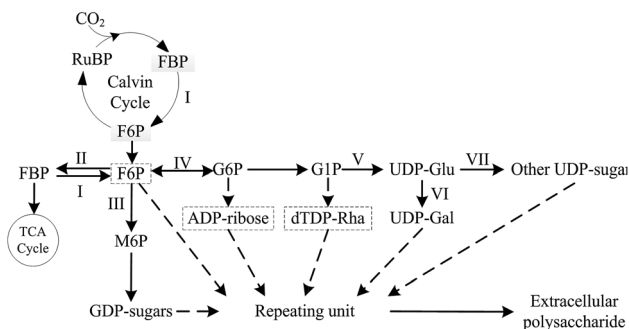 CO2
RuBP
FBP
Calvin
Cycle
I
F6P
FBP
II
I
F6P
IV
G6P
G1P
V
UDP-Glu
VII
Other UDP-sugar
III
VI
TCA
Cycle
M6P
ADP-ribose
dTDP-Rha
UDP-Gal
GDP-sugars
Repeating unit
Extracellular
polysaccharide